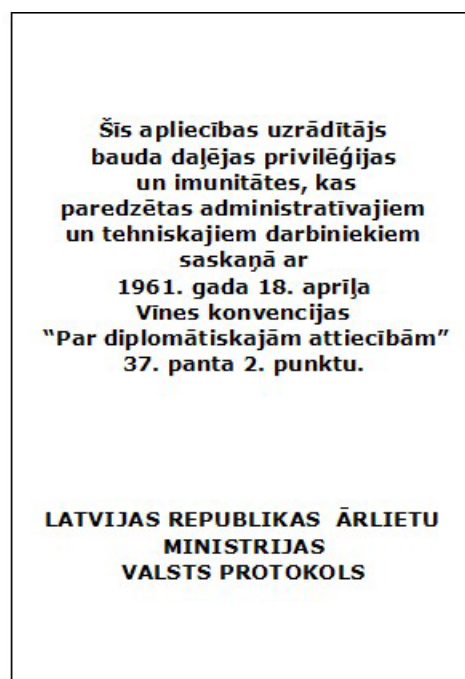 Šīs apliecības uzrādītājs
bauda daļējas privilēģijas
un imunitātes, kas
paredzētas administratīvajiem
un tehniskajiem darbiniekiem
saskaņā ar
1961. gada 18. aprīļa
Vīnes konvencijas
“Par diplomātiskajām attiecībām”
37. panta 2. punktu.
LATVIJAS REPUBLIKAS ĀRLIETU
MINISTRIJAS
VALSTS PROTOKOLS